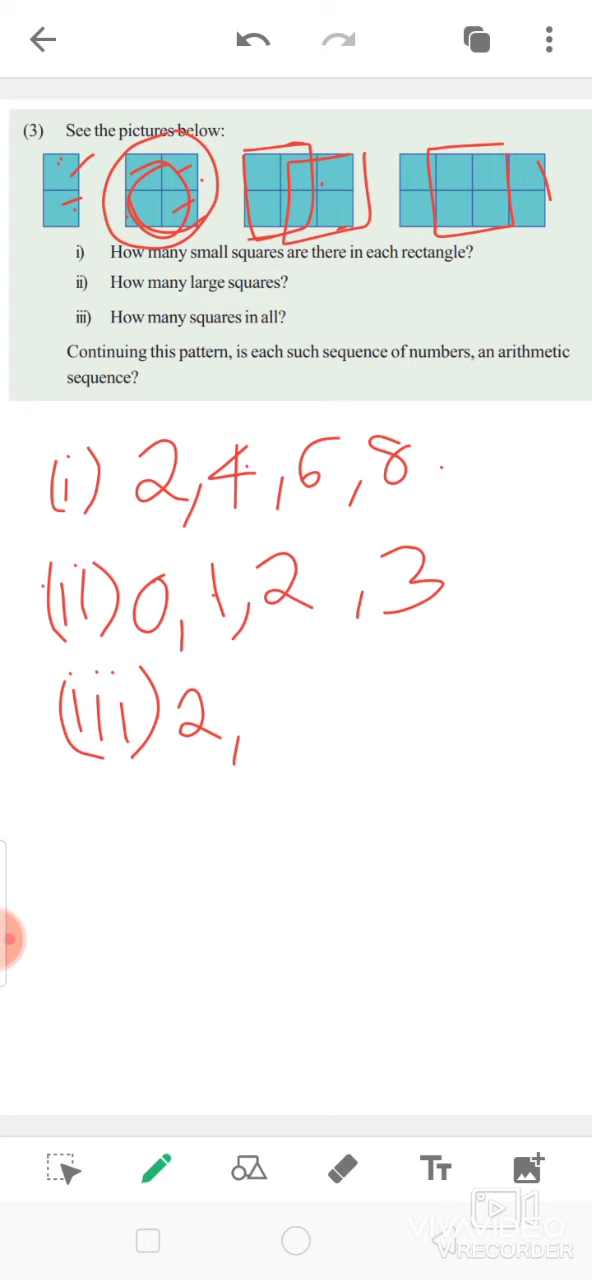 (3) See the pictures below:
i) How many small squares are there in each rectangle?
ii) How many large squares?
iii) How many squares in all?
Continuing this pattern, is each such sequence of numbers, an arithmetic
sequence?
(i) 2,4,6,8
(ii) 0,1,2,3
(iii) 2,
TT
VIVAVIDEO
V RECORDER